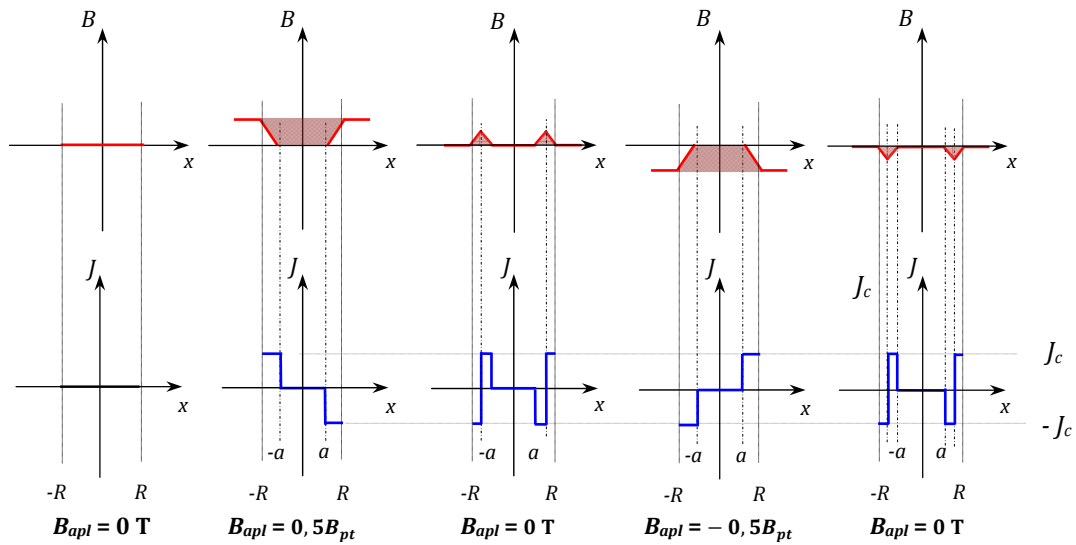 B B B B B
x x x x x
J J J J J
J_c
J_c
x x x x x
- J_c
-a a -a a -a a -a a
-R R -R R -R R -R R -R R
B_apl = 0 T B_apl = 0, 5B_pt B_apl = 0 T B_apl = − 0, 5B_pt B_apl = 0 T